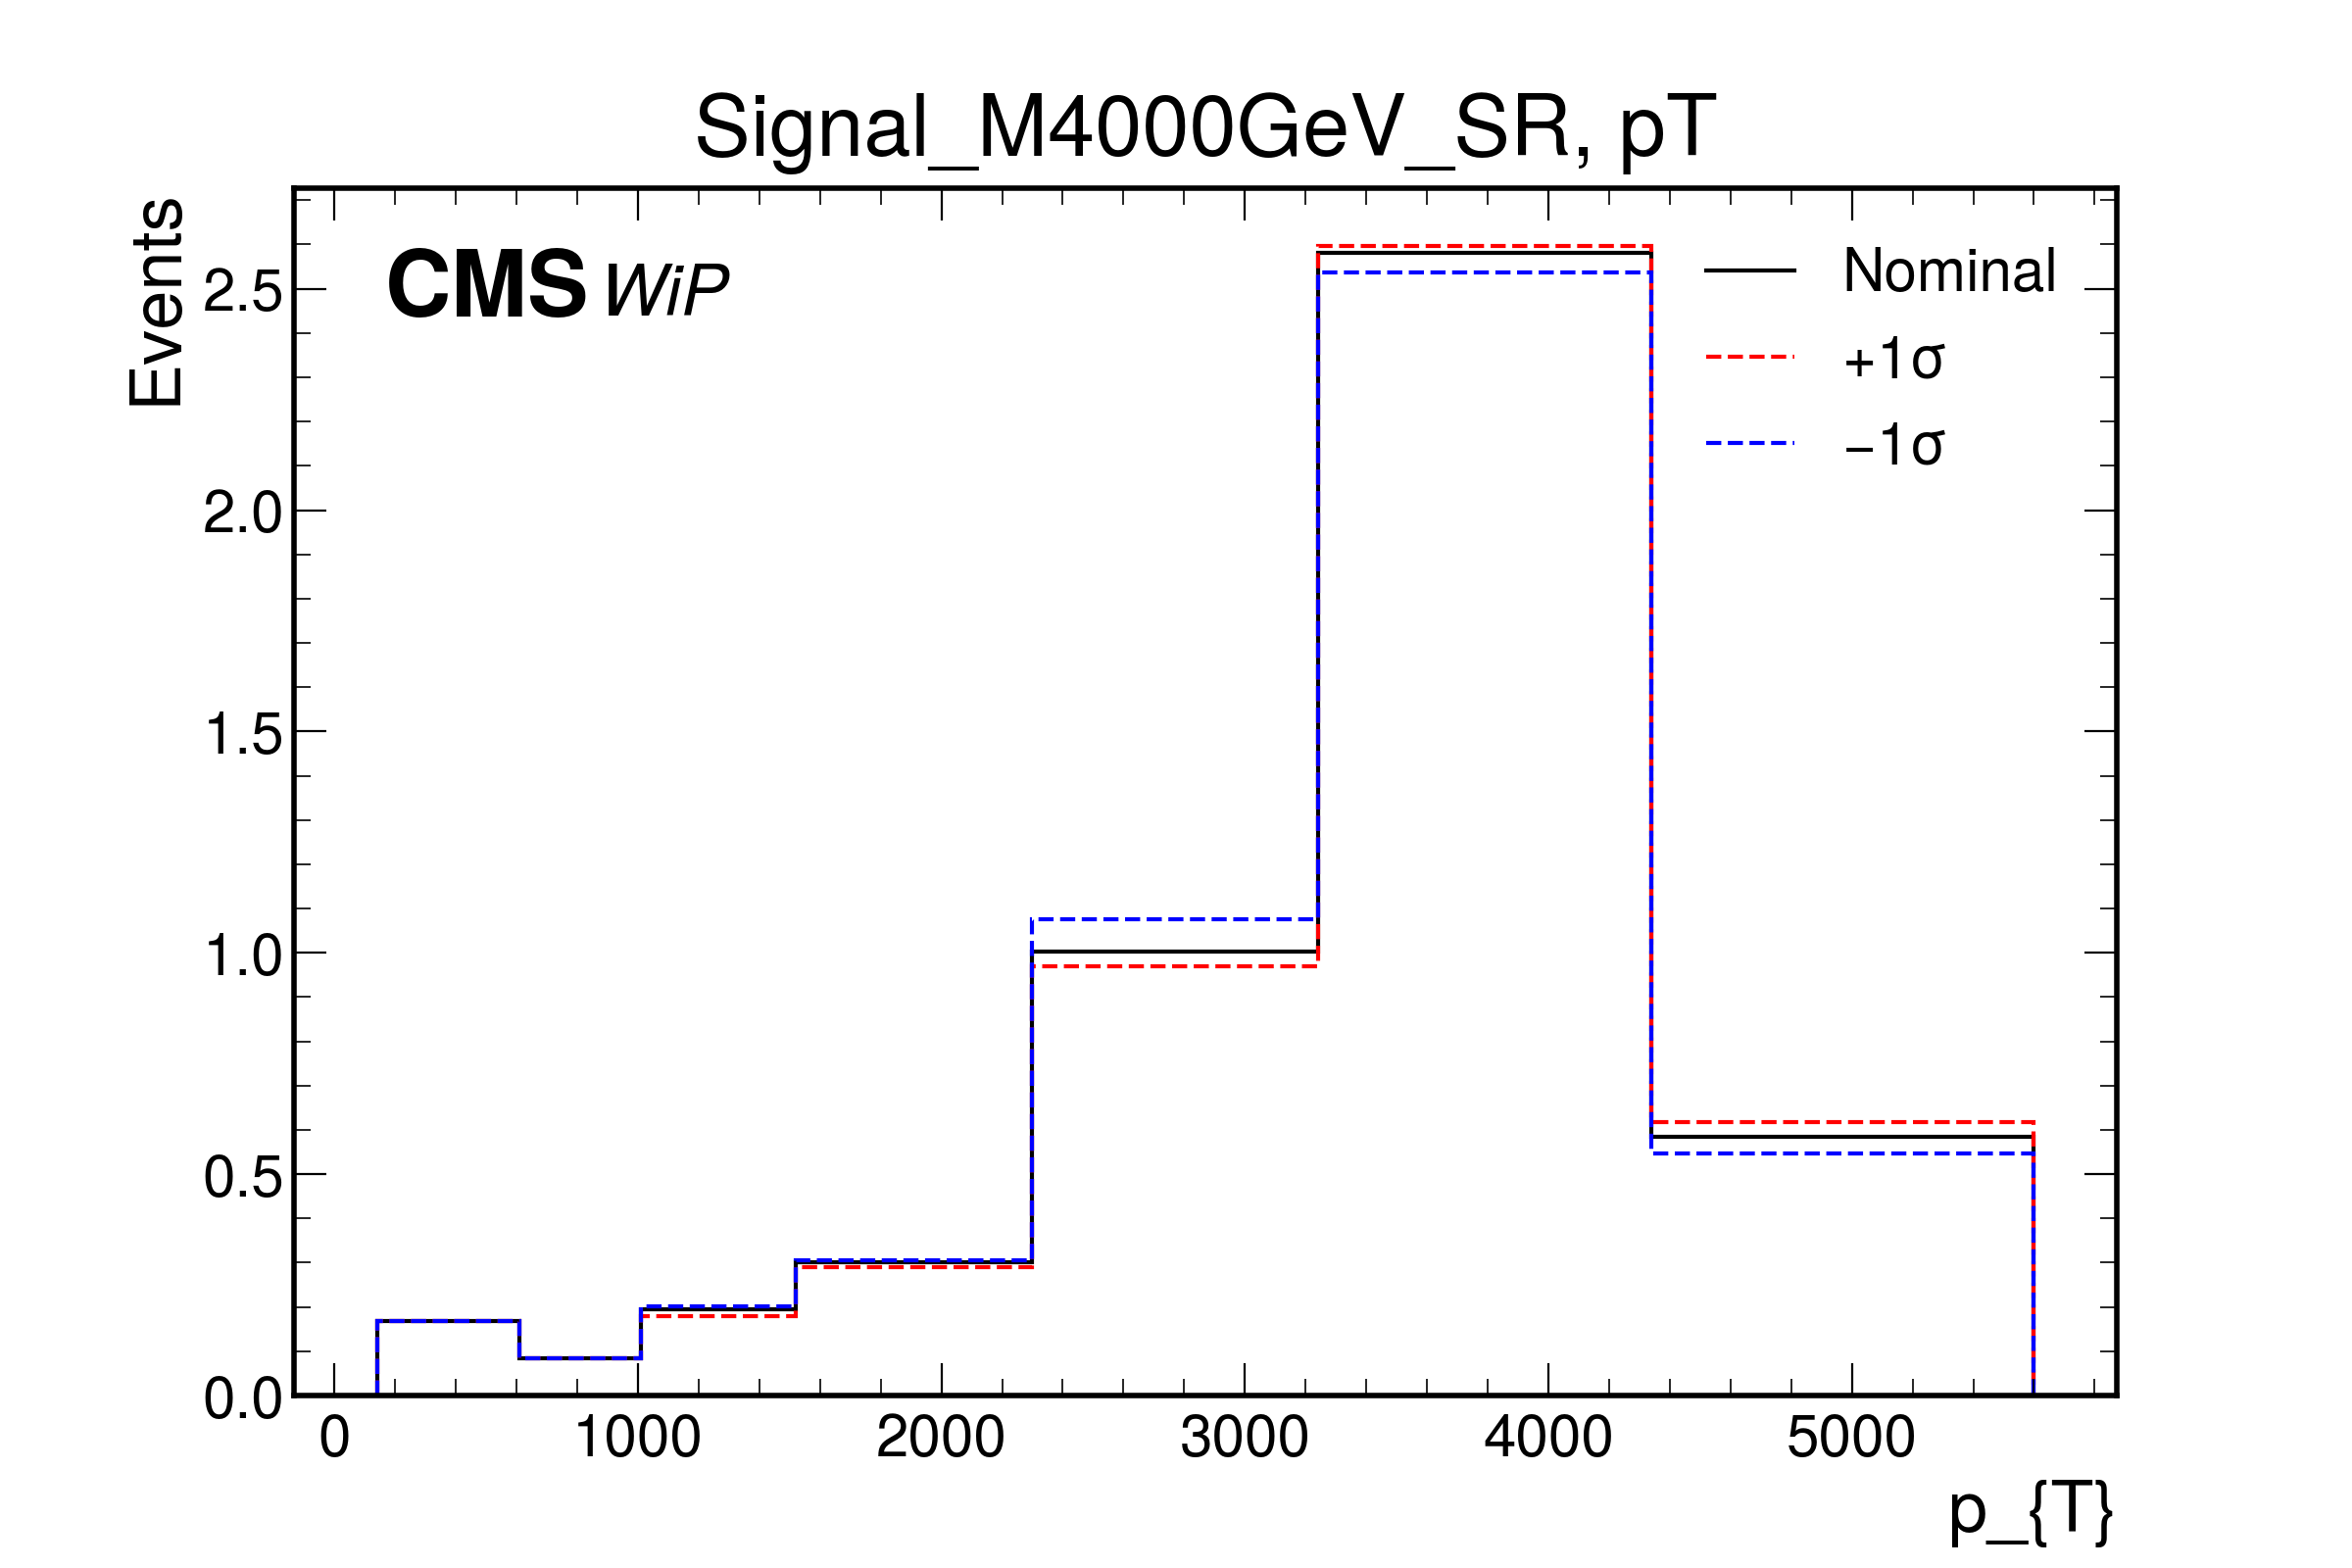 Signal_M4000GeV_SR, pT
Events
CMS WiP
Nominal
+1σ
−1σ
2.5
2.0
1.5
1.0
0.5
0.0
0 1000 2000 3000 4000 5000
p_{T}